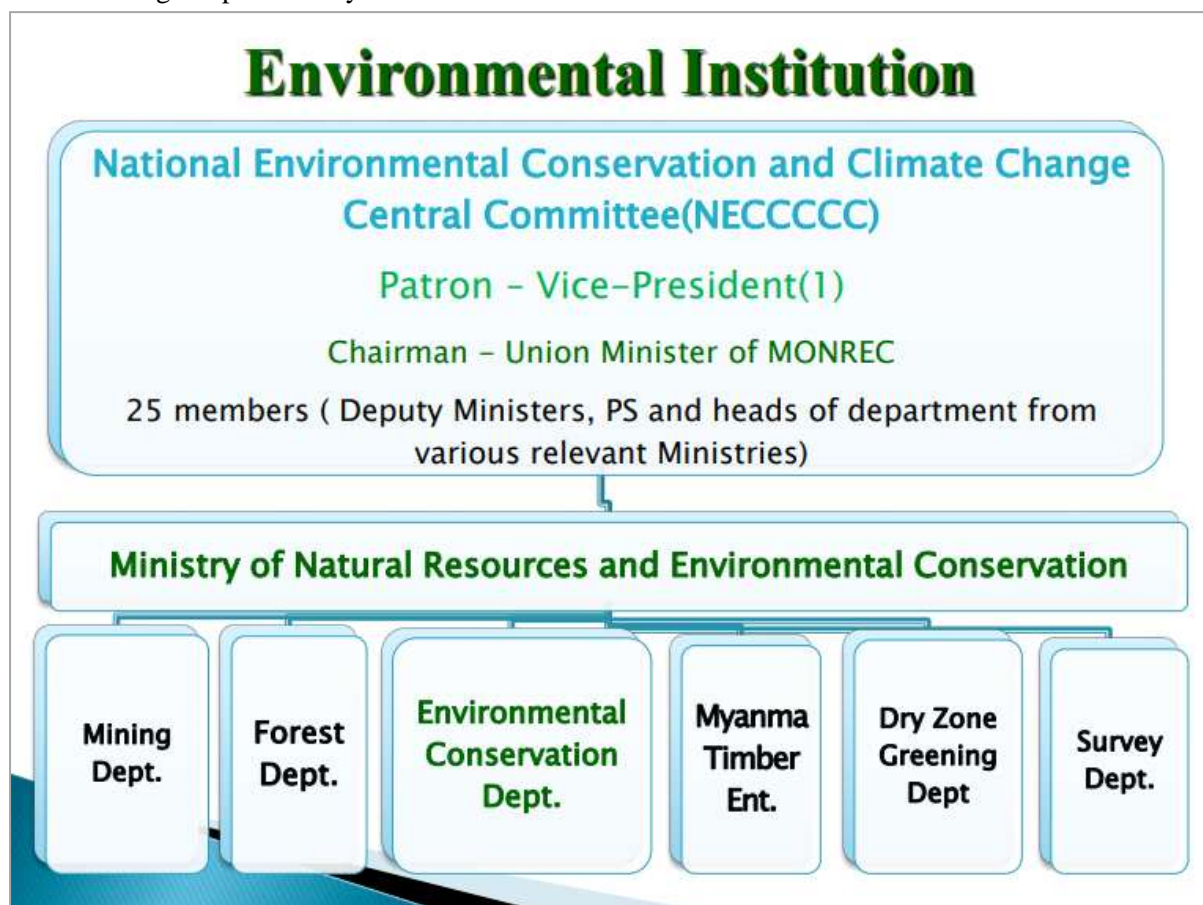 Environmental Institution
National Environmental Conservation and Climate Change
Central Committee(NECCCCC)
Patron – Vice-President(1)
Chairman – Union Minister of MONREC
25 members ( Deputy Ministers, PS and heads of department from
various relevant Ministries)
Ministry of Natural Resources and Environmental Conservation
Mining
Dept.
Forest
Dept.
Environmental
Conservation
Dept.
Myanma
Timber
Ent.
Dry Zone
Greening
Dept
Survey
Dept.